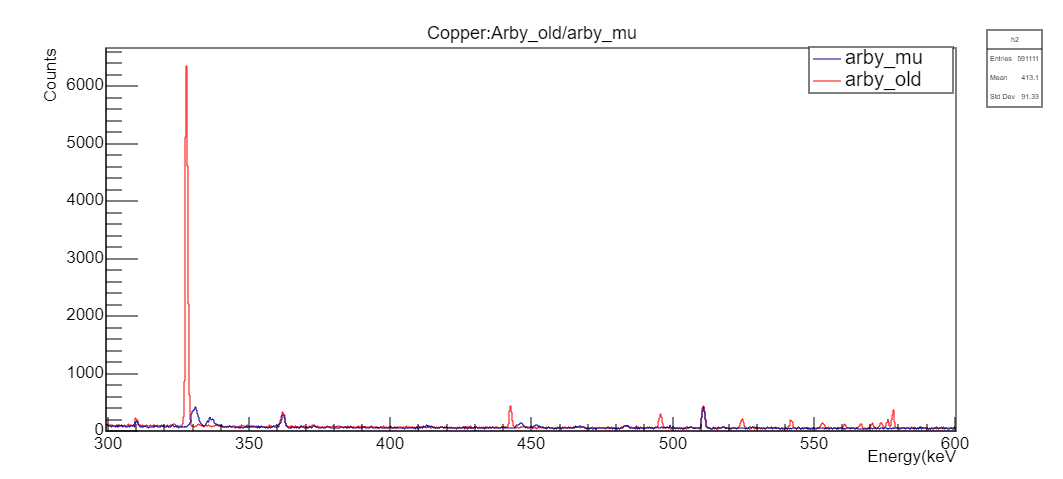 Copper:Arby_old/arby_mu
Counts
arby_mu
arby_old
h2
Entries 591111
Mean 413.1
Std Dev 91.33
6000
5000
4000
3000
2000
1000
0
300 350 400 450 500 550 600
Energy(keV